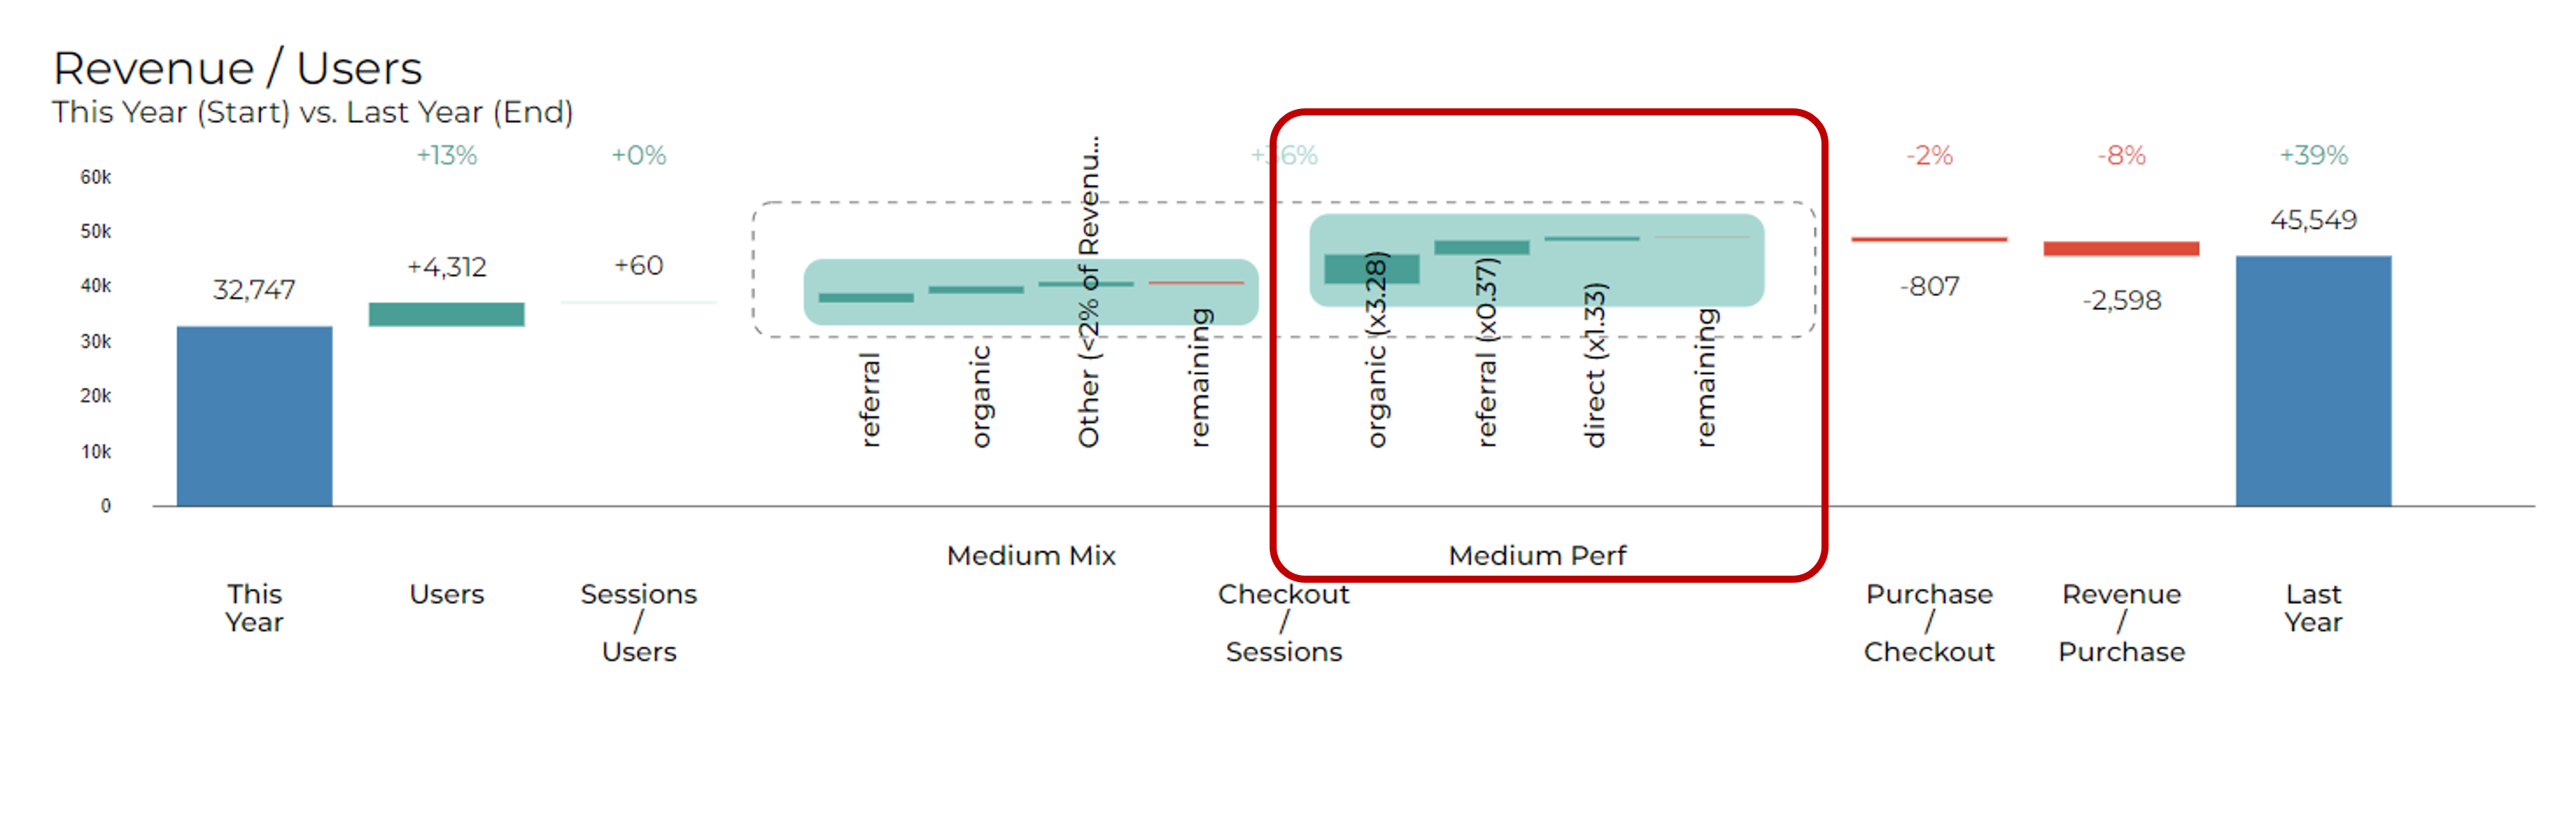 Revenue / Users
This Year (Start) vs. Last Year (End)
+13%
+0%
+36%
-2%
-8%
+39%
60k
50k
40k
30k
20k
10k
0
32,747
+4,312
+60
-807
-2,598
45,549
referral
organic
Other (<2% of Revenu...
remaining
organic (x3.28)
referral (x0.37)
direct (x1.33)
remaining
Medium Mix
Medium Perf
This
Year
Users
Sessions
/
Users
Checkout
/
Sessions
Purchase
/
Checkout
Revenue
/
Purchase
Last
Year